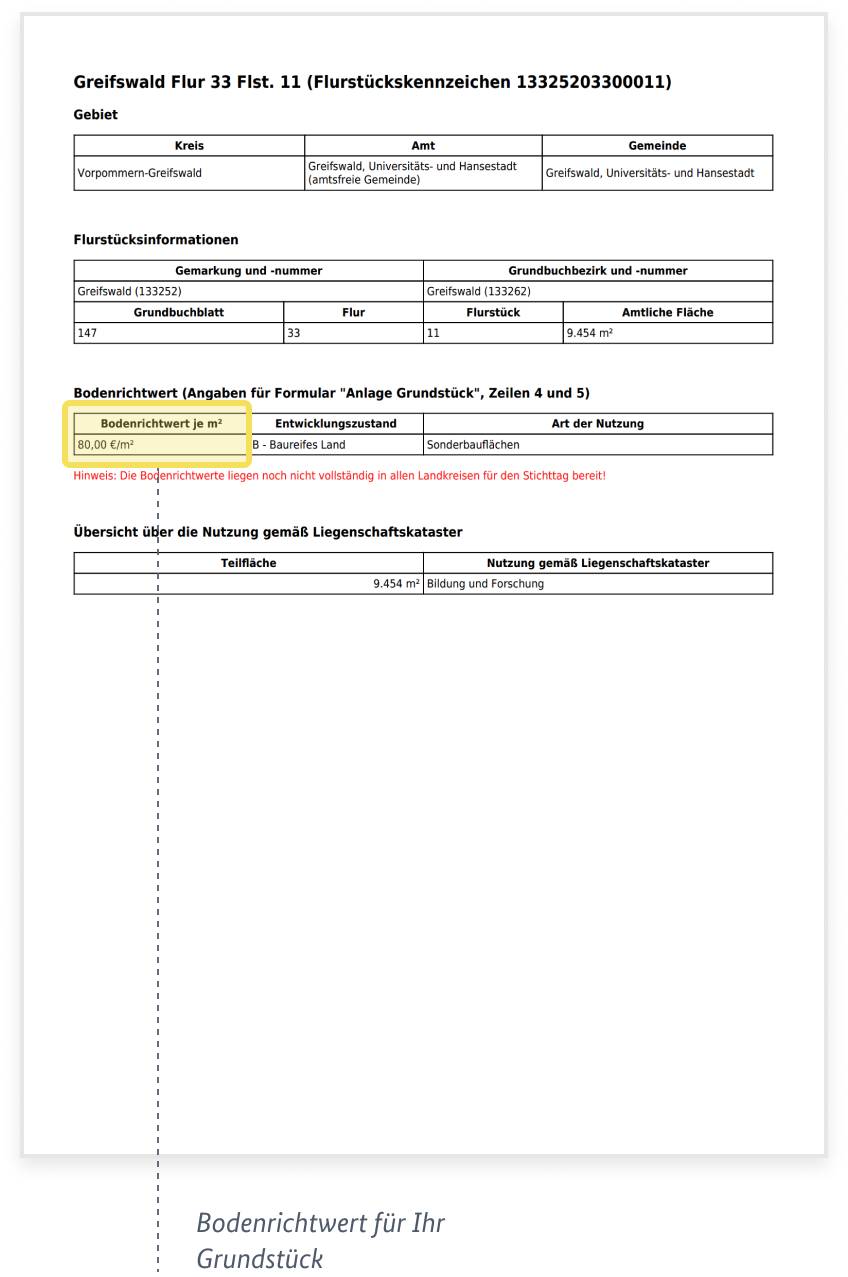 Greifswald Flur 33 Flst. 11 (Flurstückskennzeichen 13325203300011)
Gebiet
Kreis Amt Gemeinde
Vorpommern-Greifswald Greifswald, Universitäts- und Hansestadt (amtsfreie Gemeinde) Greifswald, Universitäts- und Hansestadt
Flurstücksinformationen
Gemarkung und -nummer Grundbuchbezirk und -nummer
Greifswald (133252) Greifswald (133262)
Grundbuchblatt Flur Flurstück Amtliche Fläche
147 33 11 9.454 m²
Bodenrichtwert (Angaben für Formular "Anlage Grundstück", Zeilen 4 und 5)
Bodenrichtwert je m² Entwicklungszustand Art der Nutzung
80,00 €/m² B - Baureifes Land Sonderbauflächen
Hinweis: Die Bodenrichtwerte liegen noch nicht vollständig in allen Landkreisen für den Stichttag bereit!
Übersicht über die Nutzung gemäß Liegenschaftskataster
Teilfläche Nutzung gemäß Liegenschaftskataster
9.454 m² Bildung und Forschung
Bodenrichtwert für Ihr
Grundstück